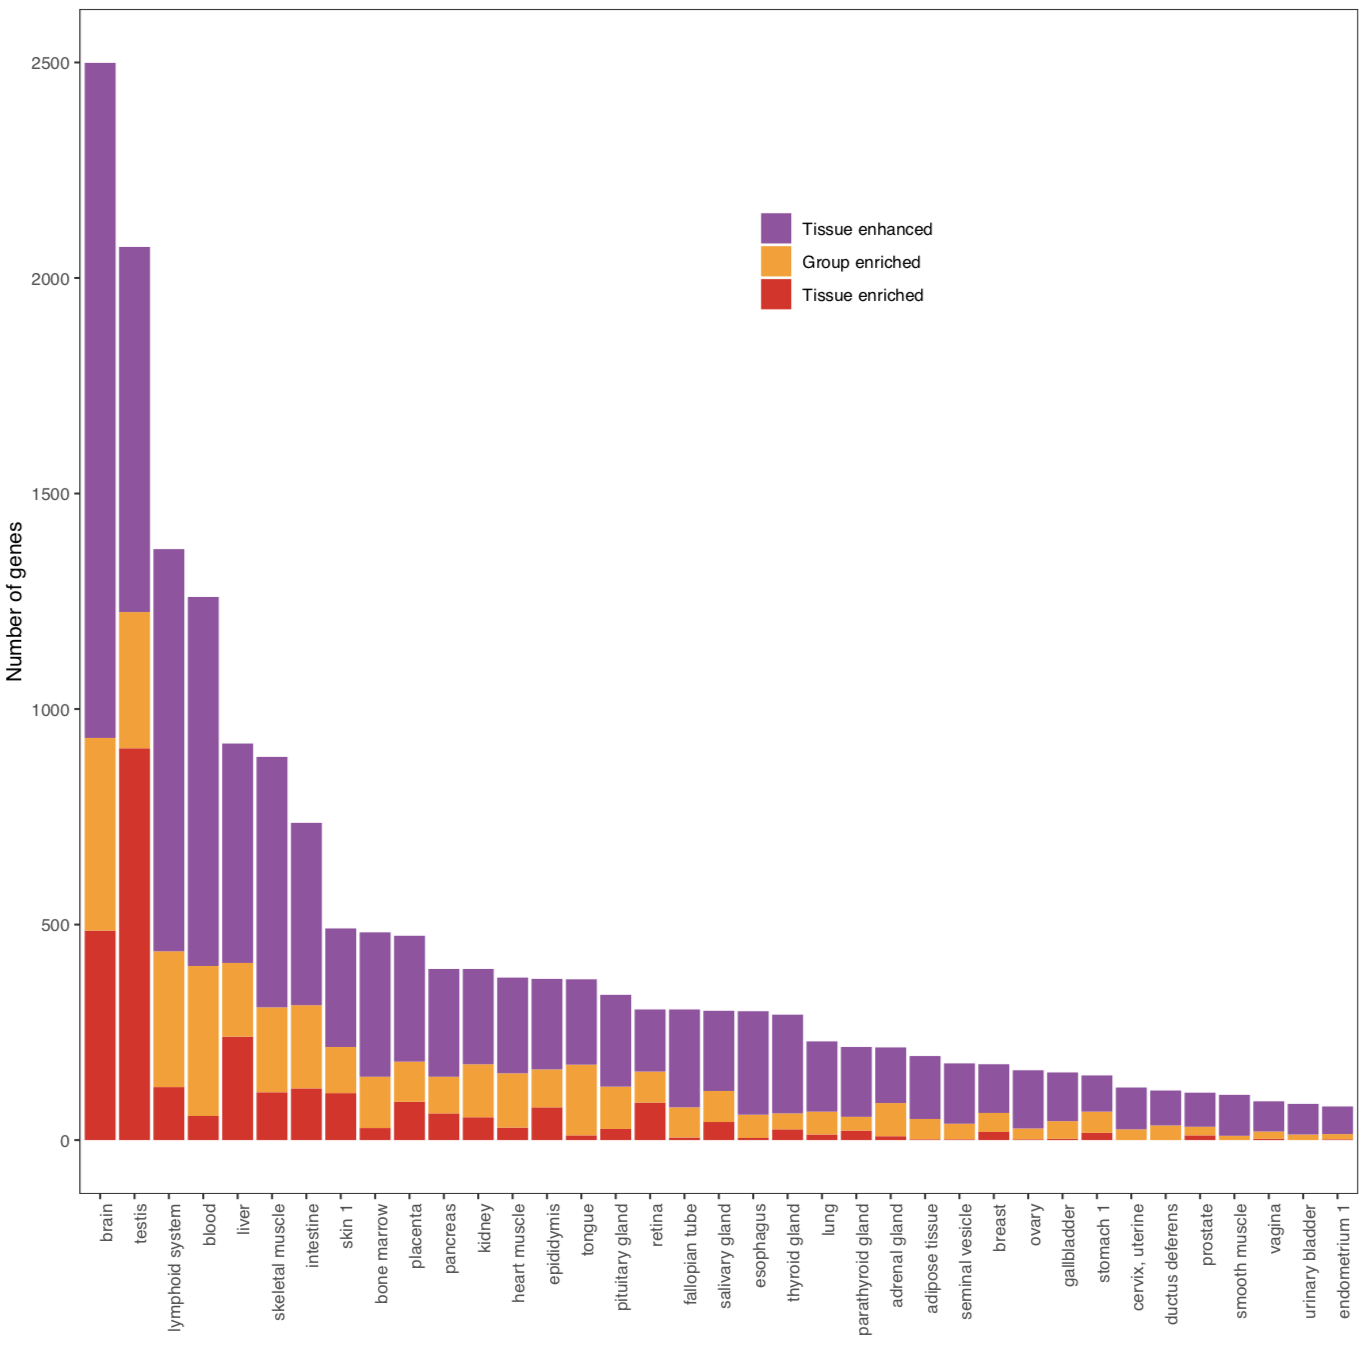 2500
2000
1500
1000
500
0
Number of genes
Tissue enhanced
Group enriched
Tissue enriched
brain
testis
lymphoid system
blood
liver
skeletal muscle
intestine
skin 1
bone marrow
placenta
pancreas
kidney
heart muscle
epididymis
tongue
pituitary gland
retina
fallopian tube
salivary gland
esophagus
thyroid gland
lung
parathyroid gland
adrenal gland
adipose tissue
seminal vesicle
breast
ovary
gallbladder
stomach 1
cervix, uterine
ductus deferens
prostate
smooth muscle
vagina
urinary bladder
endometrium 1